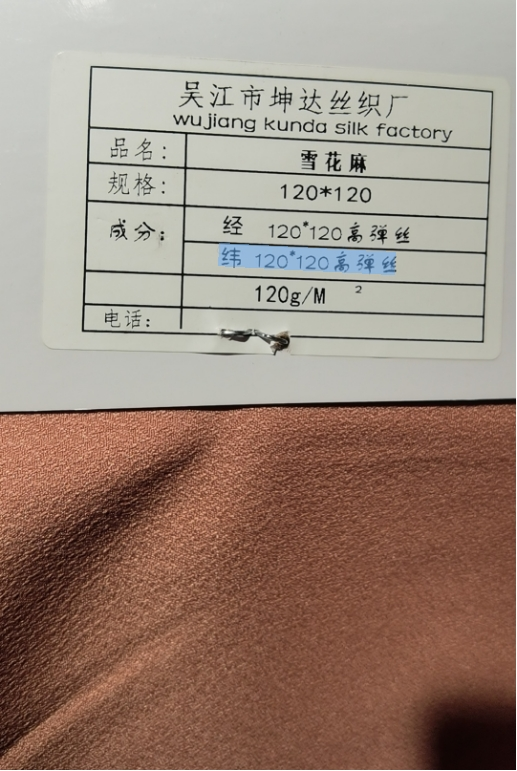 吴江市坤达丝织厂
wujiang kunda silk factory
品名： 雪花麻
规格： 120*120
成分： 经 120*120高弹丝
纬 120*120高弹丝
120g/M ²
电话：